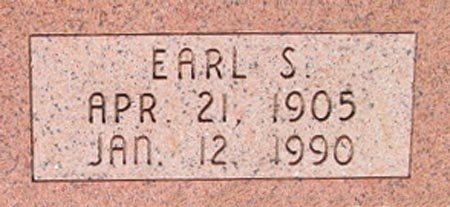 EARL S.
APR. 21, 1905
JAN. 12, 1990